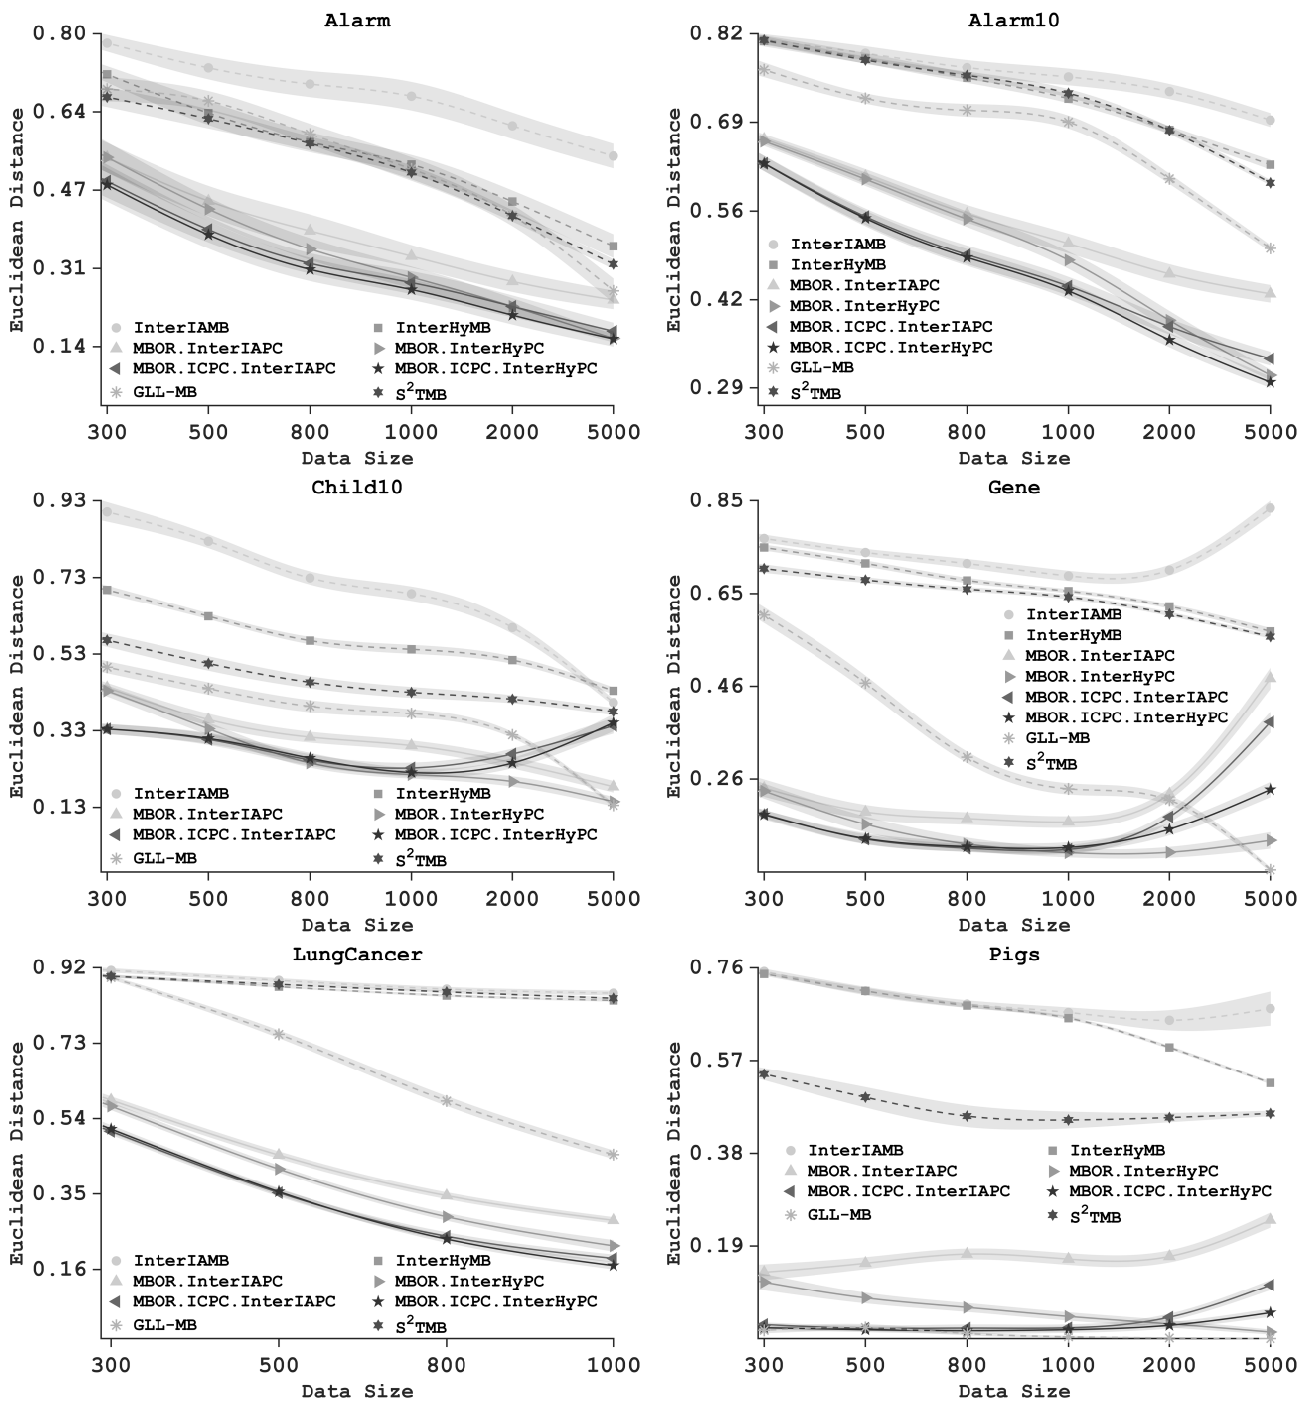 Alarm
0.80
0.64
0.47
0.31
0.14
Euclidean Distance
InterIAMB
InterHyMB
MBOR.InterIAPC
MBOR.InterHyPC
MBOR.ICPC.InterIAPC
MBOR.ICPC.InterHyPC
GLL-MB
S²TMB
300 500 800 1000 2000 5000
Data Size
Alarm10
0.82
0.69
0.56
0.42
0.29
Euclidean Distance
InterIAMB
InterHyMB
MBOR.InterIAPC
MBOR.InterHyPC
MBOR.ICPC.InterIAPC
MBOR.ICPC.InterHyPC
GLL-MB
S²TMB
300 500 800 1000 2000 5000
Data Size
Child10
0.93
0.73
0.53
0.33
0.13
Euclidean Distance
InterIAMB
InterHyMB
MBOR.InterIAPC
MBOR.InterHyPC
MBOR.ICPC.InterIAPC
MBOR.ICPC.InterHyPC
GLL-MB
S²TMB
300 500 800 1000 2000 5000
Data Size
Gene
0.85
0.65
0.46
0.26
Euclidean Distance
InterIAMB
InterHyMB
MBOR.InterIAPC
MBOR.InterHyPC
MBOR.ICPC.InterIAPC
MBOR.ICPC.InterHyPC
GLL-MB
S²TMB
300 500 800 1000 2000 5000
Data Size
LungCancer
0.92
0.73
0.54
0.35
0.16
Euclidean Distance
InterIAMB
InterHyMB
MBOR.InterIAPC
MBOR.InterHyPC
MBOR.ICPC.InterIAPC
MBOR.ICPC.InterHyPC
GLL-MB
S²TMB
300 500 800 1000
Data Size
Pigs
0.76
0.57
0.38
0.19
Euclidean Distance
InterIAMB
InterHyMB
MBOR.InterIAPC
MBOR.InterHyPC
MBOR.ICPC.InterIAPC
MBOR.ICPC.InterHyPC
GLL-MB
S²TMB
300 500 800 1000 2000 5000
Data Size